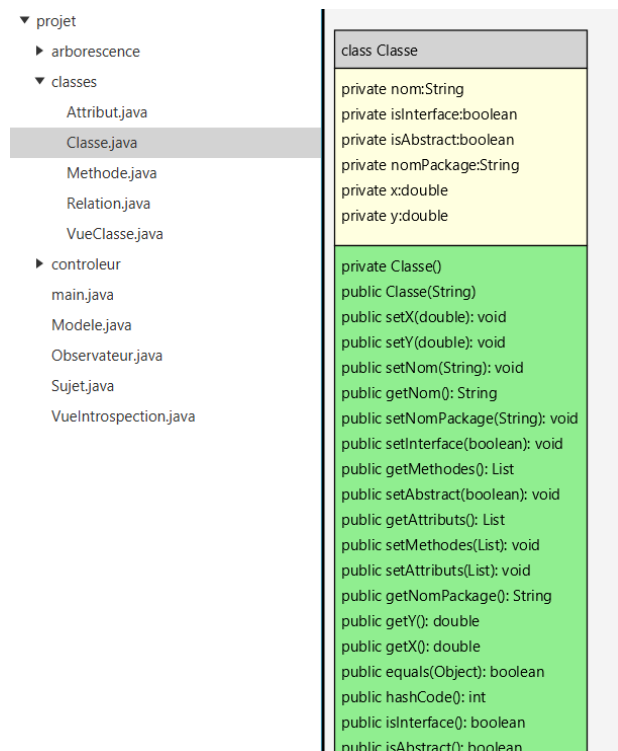 projet
arborescence
classes
Attribut.java
Classe.java
Methode.java
Relation.java
VueClasse.java
controleur
main.java
Modele.java
Observateur.java
Sujet.java
VueIntrospection.java
class Classe
private nom:String
private isInterface:boolean
private isAbstract:boolean
private nomPackage:String
private x:double
private y:double
private Classe()
public Classe(String)
public setX(double): void
public setY(double): void
public setNom(String): void
public getNom(): String
public setNomPackage(String): void
public setInterface(boolean): void
public getMethodes(): List
public setAbstract(boolean): void
public getAttributs(): List
public setMethodes(List): void
public setAttributs(List): void
public getNomPackage(): String
public getY(): double
public getX(): double
public equals(Object): boolean
public hashCode(): int
public isInterface(): boolean
public isAbstract(): boolean